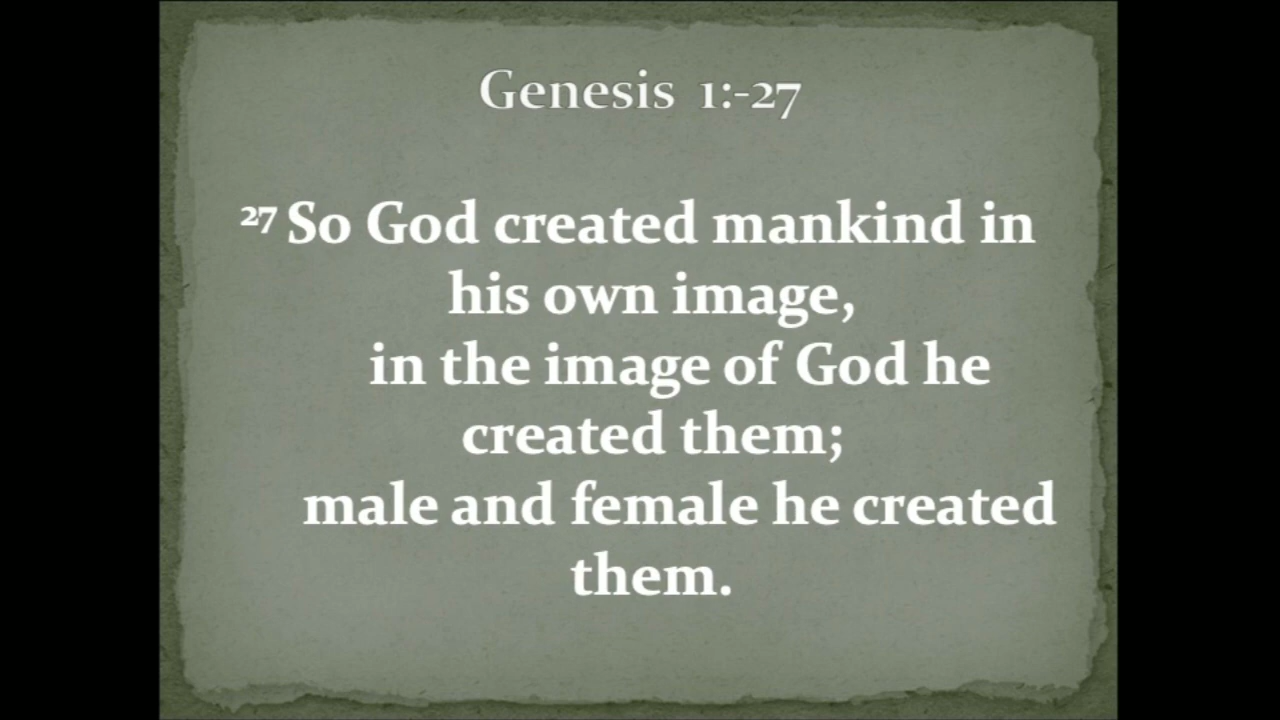 Genesis 1:-27
27 So God created mankind in
his own image,
in the image of God he
created them;
male and female he created
them.